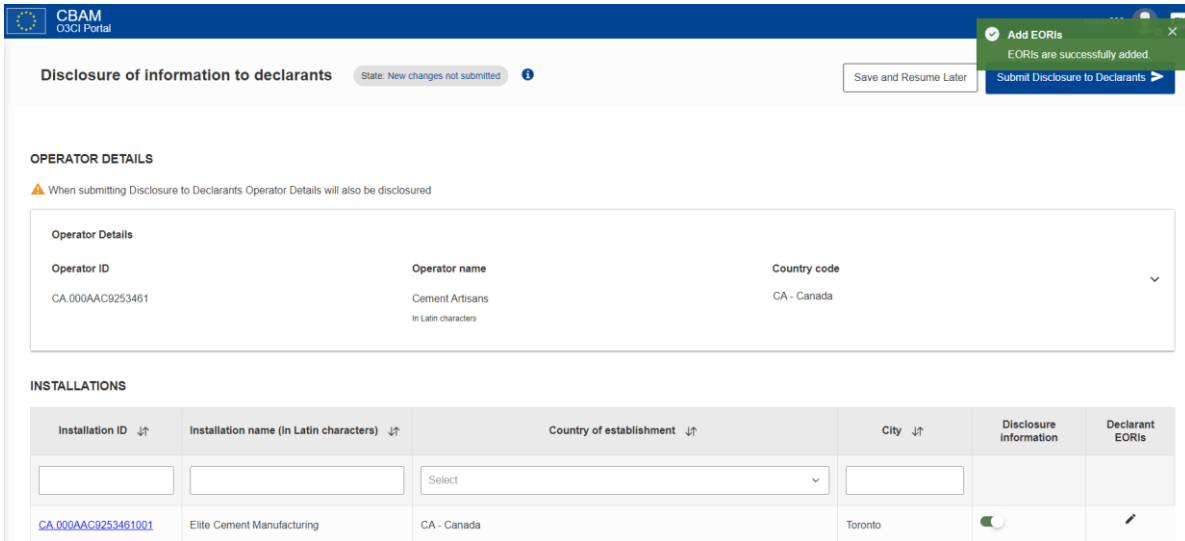 CBAM
O3CI Portal
Add EORIs
EORIs are successfully added.
Disclosure of information to declarants
State: New changes not submitted
Save and Resume Later
Submit Disclosure to Declarants
OPERATOR DETAILS
When submitting Disclosure to Declarants Operator Details will also be disclosured
Operator Details
Operator ID Operator name Country code
CA.000AAC9253461 Cement Artisans CA - Canada
In Latin characters
INSTALLATIONS
Installation ID Installation name (In Latin characters) Country of establishment City Disclosure information Declarant EORIs
Select
CA.000AAC9253461001 Elite Cement Manufacturing CA - Canada Toronto